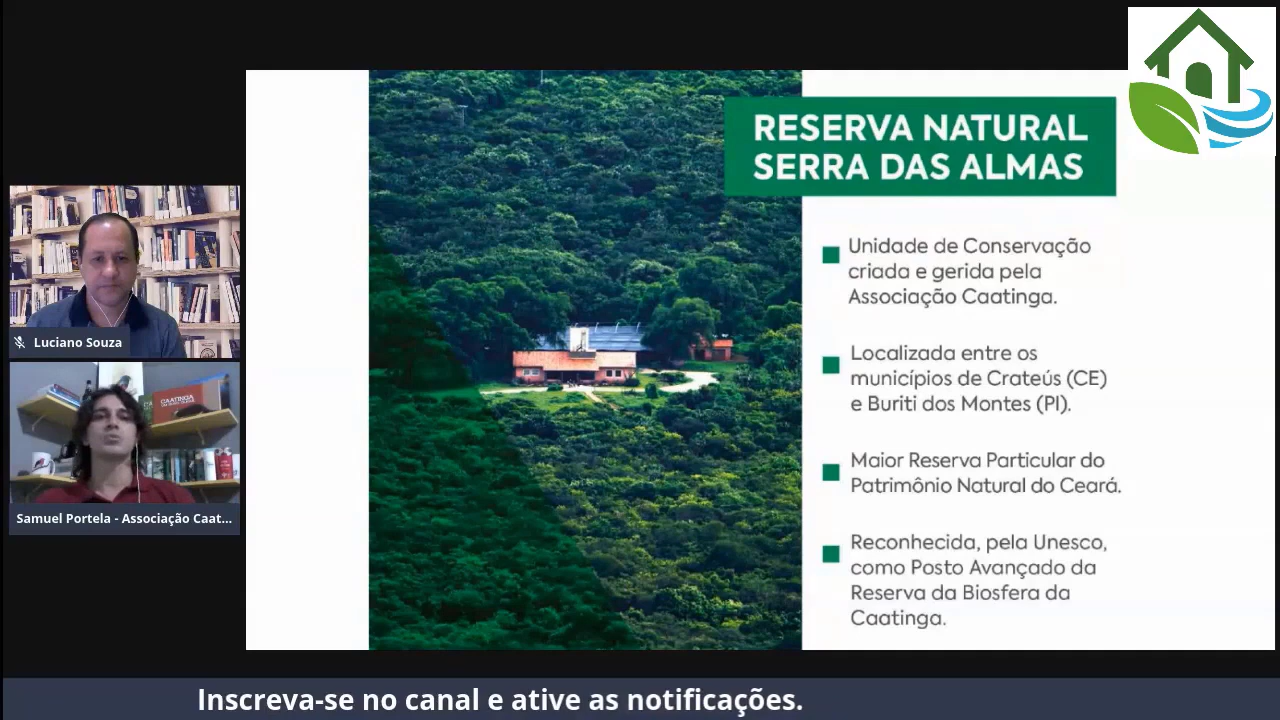 RESERVA NATURAL
SERRA DAS ALMAS
Unidade de Conservação
criada e gerida pela
Associação Caatinga.
Localizada entre os
municípios de Crateús (CE)
e Buriti dos Montes (PI).
Maior Reserva Particular do
Patrimônio Natural do Ceará.
Reconhecida, pela Unesco,
como Posto Avançado da
Reserva da Biosfera da
Caatinga.
Luciano Souza
CAATINGA
Samuel Portela - Associação Caat...
Inscreva-se no canal e ative as notificações.